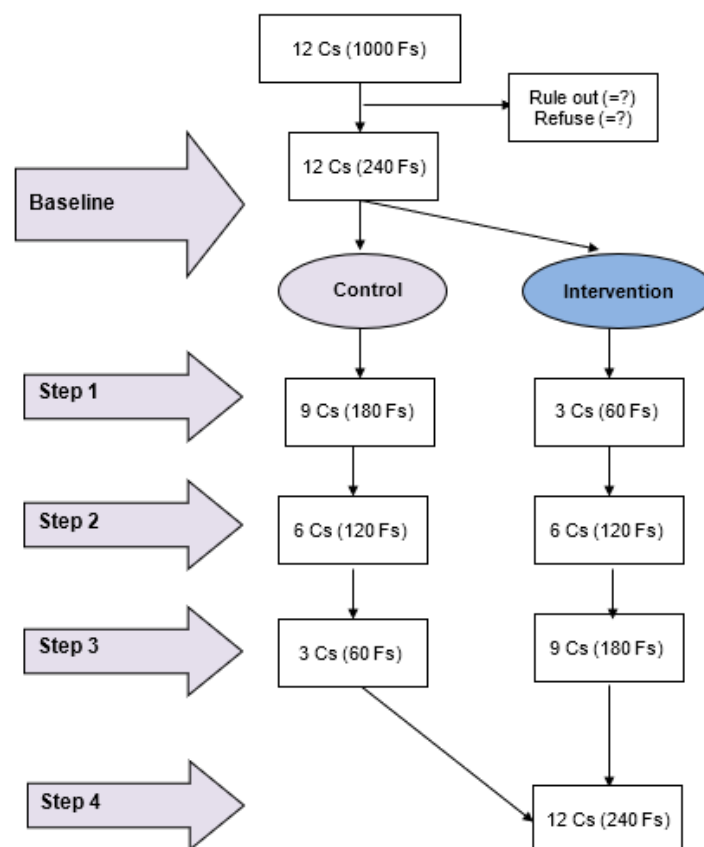 12 Cs (1000 Fs)
Rule out (=?)
Refuse (=?)
12 Cs (240 Fs)
Baseline
Control
Intervention
Step 1
9 Cs (180 Fs)
3 Cs (60 Fs)
Step 2
6 Cs (120 Fs)
6 Cs (120 Fs)
Step 3
3 Cs (60 Fs)
9 Cs (180 Fs)
Step 4
12 Cs (240 Fs)